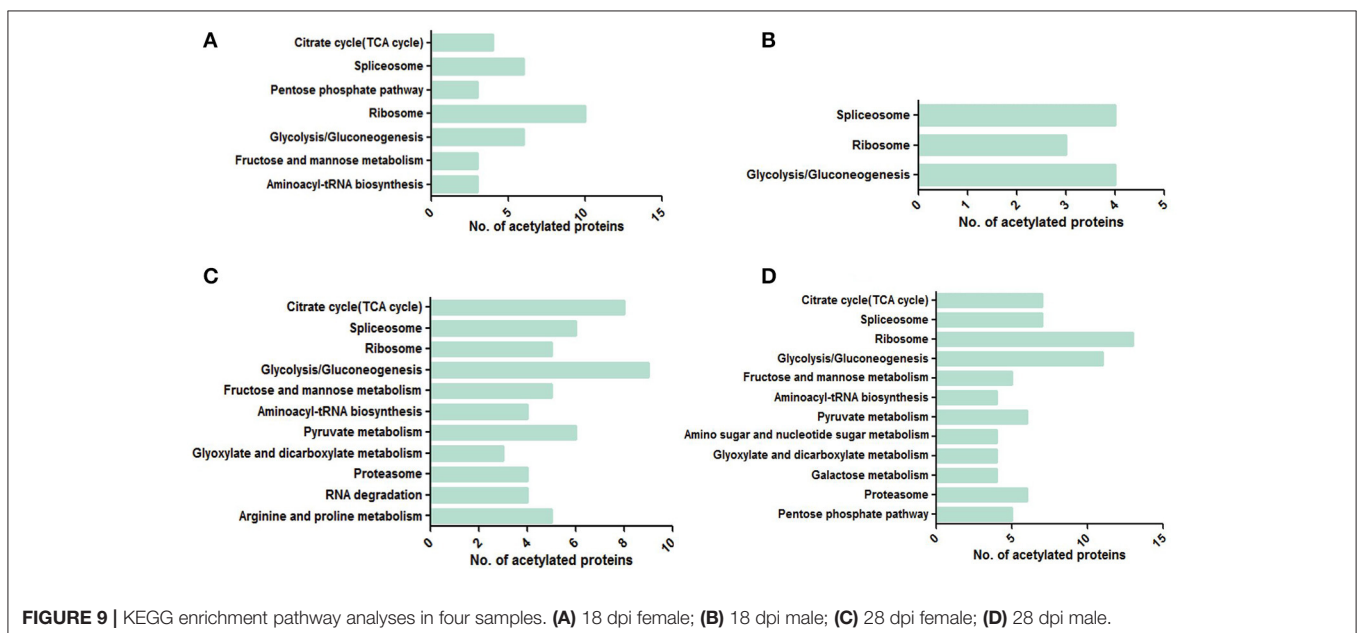 A
Citrate cycle(TCA cycle)
Spliceosome
Pentose phosphate pathway
Ribosome
Glycolysis/Gluconeogenesis
Fructose and mannose metabolism
Aminoacyl-tRNA biosynthesis
0 5 10 15
No. of acetylated proteins
B
Spliceosome
Ribosome
Glycolysis/Gluconeogenesis
0 1 2 3 4 5
No. of acetylated proteins
C
Citrate cycle(TCA cycle)
Spliceosome
Ribosome
Glycolysis/Gluconeogenesis
Fructose and mannose metabolism
Aminoacyl-tRNA biosynthesis
Pyruvate metabolism
Glyoxylate and dicarboxylate metabolism
Proteasome
RNA degradation
Arginine and proline metabolism
0 2 4 6 8 10
No. of acetylated proteins
D
Citrate cycle(TCA cycle)
Spliceosome
Ribosome
Glycolysis/Gluconeogenesis
Fructose and mannose metabolism
Aminoacyl-tRNA biosynthesis
Pyruvate metabolism
Amino sugar and nucleotide sugar metabolism
Glyoxylate and dicarboxylate metabolism
Galactose metabolism
Proteasome
Pentose phosphate pathway
0 5 10 15
No. of acetylated proteins
FIGURE 9 | KEGG enrichment pathway analyses in four samples. (A) 18 dpi female; (B) 18 dpi male; (C) 28 dpi female; (D) 28 dpi male.